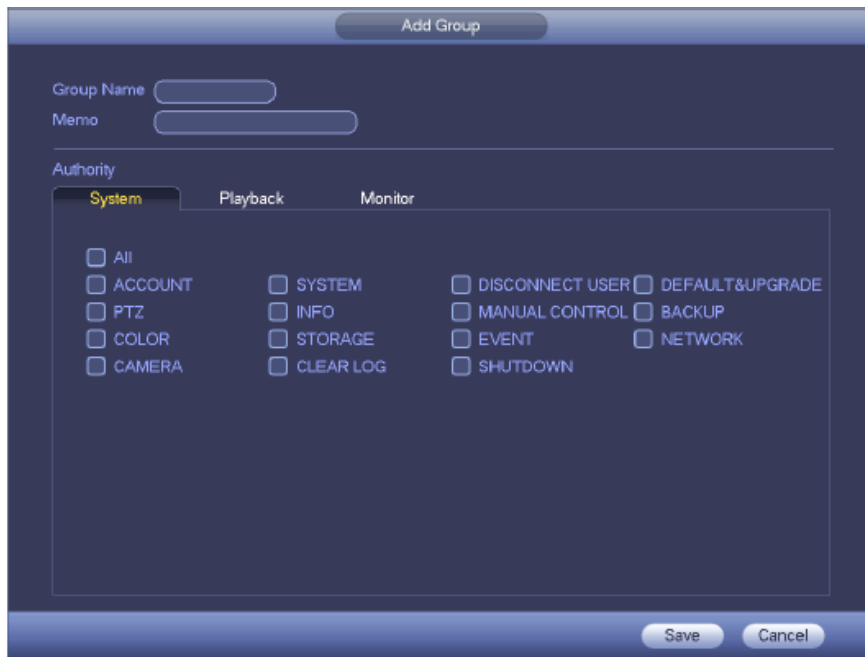 Add Group
Group Name
Memo
Authority
System Playback Monitor
All
ACCOUNT SYSTEM DISCONNECT USER DEFAULT&UPGRADE
PTZ INFO MANUAL CONTROL BACKUP
COLOR STORAGE EVENT NETWORK
CAMERA CLEAR LOG SHUTDOWN
Save Cancel